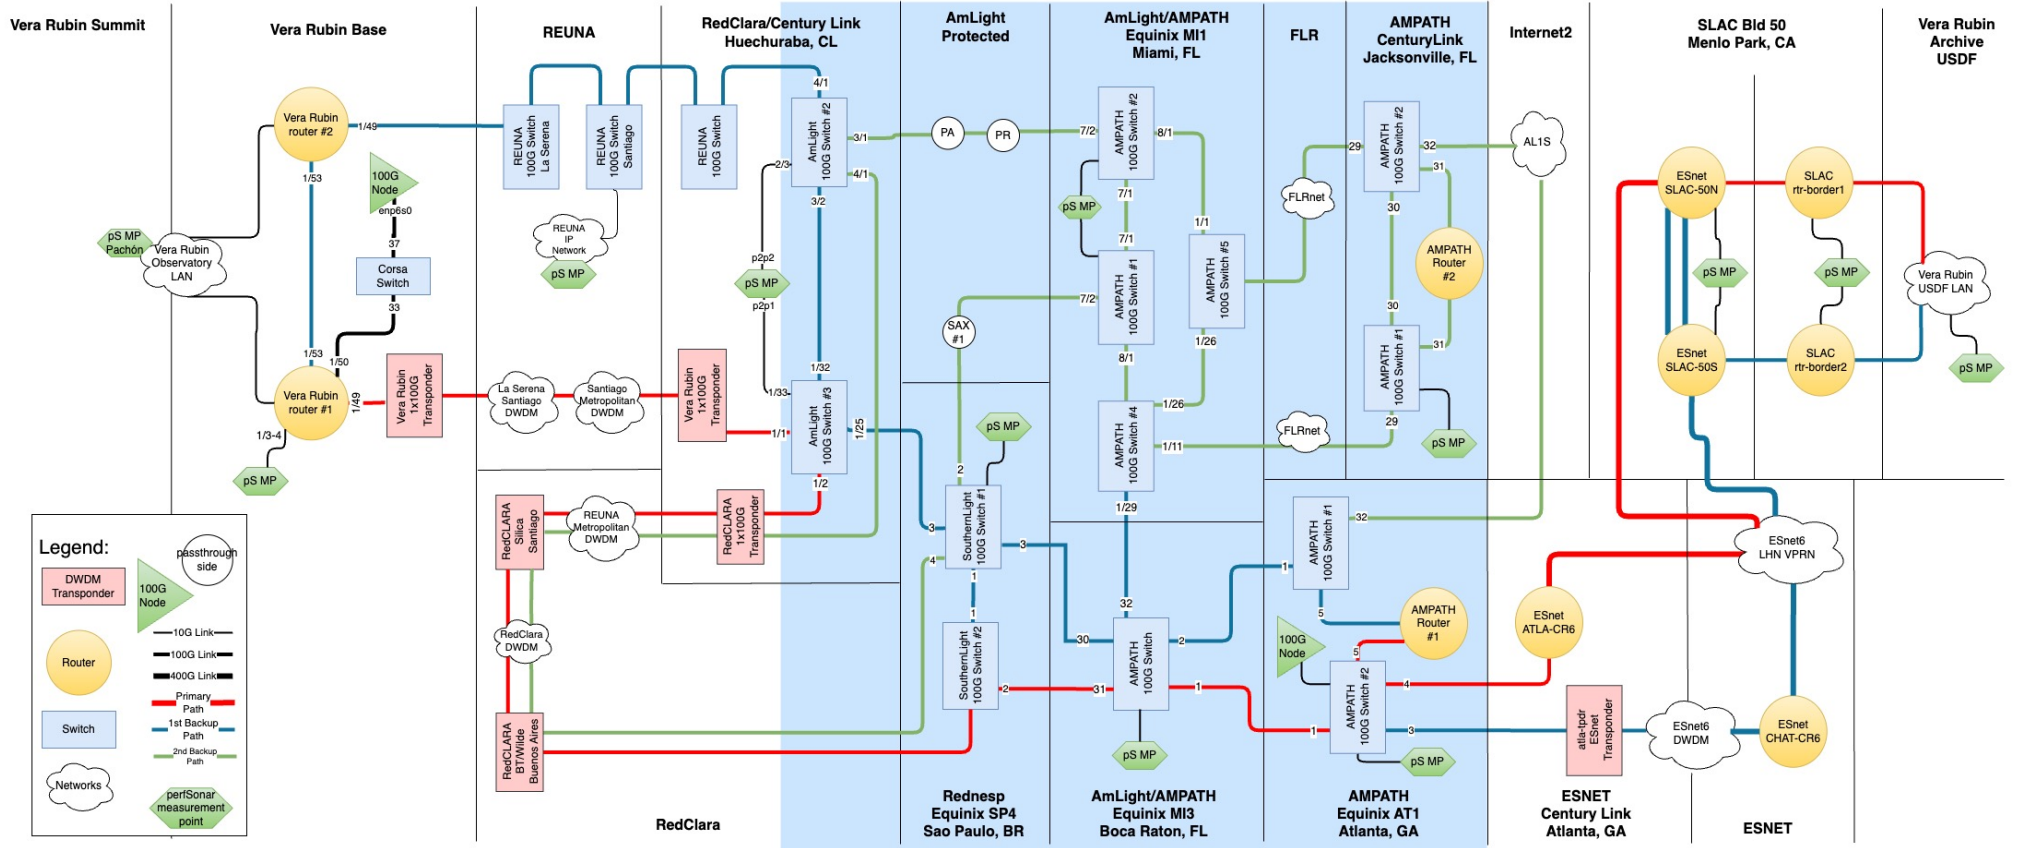 Vera Rubin Summit
Vera Rubin Base
REUNA
RedClara/Century Link
Huechuraba, CL
AmLight
Protected
AmLight/AMPATH
Equinix MI1
Miami, FL
FLR
AMPATH
CenturyLink
Jacksonville, FL
Internet2
SLAC Bld 50
Menlo Park, CA
Vera Rubin
Archive
USDF
pS MP
Pachón
Vera Rubin
Observatory
LAN
Vera Rubin
router #2
1/49
1/53
1/53
100G
Node
enp6s0
37
Corsa
Switch
33
1/50
Vera Rubin
router #1
1/49
1/3-4
pS MP
Vera Rubin
1x100G
Transponder
REUNA
100G Switch
La Serena
REUNA
100G Switch
Santiago
REUNA
IP
Network
pS MP
La Serena
Santiago
DWDM
Santiago
Metropolitan
DWDM
REUNA
100G Switch
Vera Rubin
1x100G
Transponder
4/1
AmLight
100G Switch #2
3/1
2/3
4/1
3/2
p2p2
pS MP
p2p1
1/32
1/33
1/1
AmLight
100G Switch #3
1/25
1/2
RedCLARA
Silica
Santiago
REUNA
Metropolitan
DWDM
RedCLARA
1x100G
Transponder
RedClara
DWDM
RedCLARA
BT/Wilde
Buenos Aires
RedClara
PA
PR
SAX
#1
2
pS MP
3
SouthernLight
100G Switch #1
3
4
1
1
SouthernLight
100G Switch #2
2
Rednesp
Equinix SP4
Sao Paulo, BR
7/2
AMPATH
100G Switch #2
8/1
7/1
pS MP
7/1
7/2
AMPATH
100G Switch #1
8/1
1/1
AMPATH
100G Switch #5
1/26
1/26
AMPATH
100G Switch #4
1/11
1/29
32
30
AMPATH
100G Switch
2
31
1
pS MP
AmLight/AMPATH
Equinix MI3
Boca Raton, FL
FLRnet
FLRnet
29
AMPATH
100G Switch #2
32
31
30
AMPATH
Router
#2
30
31
AMPATH
100G Switch #1
29
pS MP
1
AMPATH
100G Switch #1
32
5
AMPATH
Router
#1
100G
Node
5
AMPATH
100G Switch #2
4
1
3
pS MP
AMPATH
Equinix AT1
Atlanta, GA
AL1S
ESnet
ATLA-CR6
atla-tpdr
ESnet
Transponder
ESNET
Century Link
Atlanta, GA
ESnet
SLAC-50N
SLAC
rtr-border1
pS MP
pS MP
ESnet
SLAC-50S
SLAC
rtr-border2
Vera Rubin
USDF LAN
pS MP
ESnet6
LHN VPRN
ESnet6
DWDM
ESnet
CHAT-CR6
ESNET
Legend:
DWDM
Transponder
passthrough
side
100G
Node
Router
10G Link
100G Link
400G Link
Primary
Path
Switch
1st Backup
Path
2nd Backup
Path
Networks
perfSonar
measurement
point